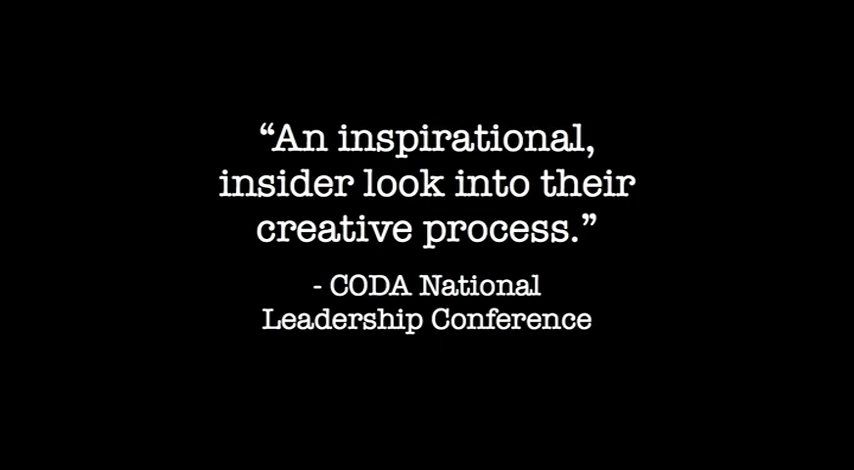 “An inspirational,
insider look into their
creative process.”
- CODA National
Leadership Conference